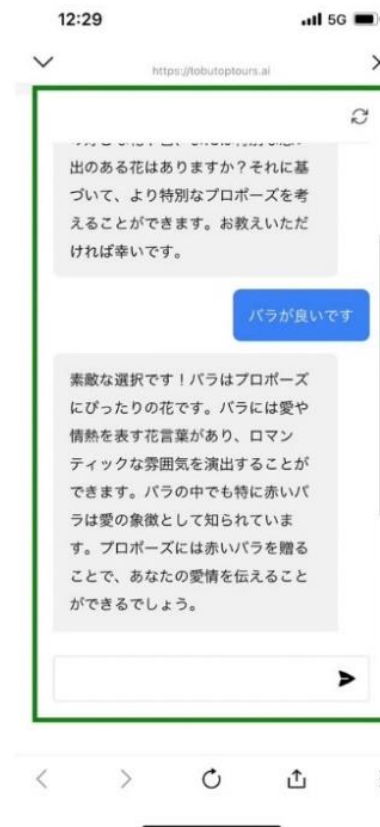 12:29
5G
https://tobutoptours.ai
出のある花はありますか?それに基
づいて、より特別なプロポーズを考
えることができます。お教えいただ
ければ幸いです。
バラが良いです
素敵な選択です！バラはプロポーズ
にぴったりの花です。バラには愛や
情熱を表す花言葉があり、ロマン
ティックな雰囲気を演出することが
できます。バラの中でも特に赤いバ
ラは愛の象徴として知られていま
す。プロポーズには赤いバラを贈る
ことで、あなたの愛情を伝えること
ができるでしょう。